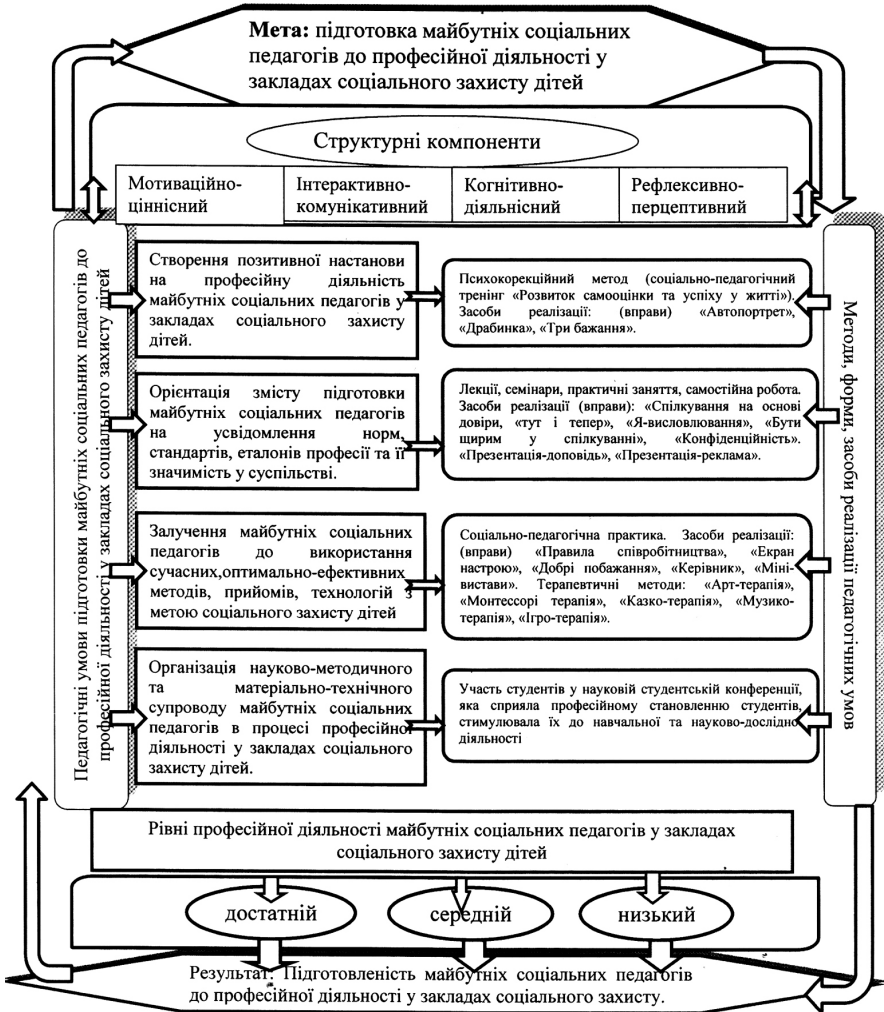 Мета: підготовка майбутніх соціальних
педагогів до професійної діяльності у
закладах соціального захисту дітей
Структурні компоненти
Мотиваційно-
ціннісний
Інтерактивно-
комунікативний
Когнітивно-
діяльнісний
Рефлексивно-
перцептивний
Педагогічні умови підготовки майбутніх соціальних педагогів до
професійної діяльності у закладах соціального захисту дітей
Створення позитивної настанови
на професійну діяльність
майбутніх соціальних педагогів у
закладах соціального захисту
дітей.
Психокорекційний метод (соціально-педагогічний
тренінг «Розвиток самооцінки та успіху у житті»).
Засоби реалізації: (вправи) «Автопортрет»,
«Драбинка», «Три бажання».
Орієнтація змісту підготовки
майбутніх соціальних педагогів
на усвідомлення норм,
стандартів, еталонів професії та її
значимість у суспільстві.
Лекції, семінари, практичні заняття, самостійна робота.
Засоби реалізації (вправи): «Спілкування на основі
довіри, «тут і тепер», «Я-висловлювання», «Бути
щирим у спілкуванні», «Конфіденційність».
«Презентація-доповідь», «Презентація-реклама».
Залучення майбутніх соціальних
педагогів до використання
сучасних,оптимально-ефективних
методів, прийомів, технологій з
метою соціального захисту дітей
Соціально-педагогічна практика. Засоби реалізації:
(вправи) «Правила співробітництва», «Екран
настрою», «Добрі побажання», «Керівник», «Міні-
вистави». Терапевтичні методи: «Арт-терапія»,
«Монтессорі терапія», «Казко-терапія», «Музико-
терапія», «Ігро-терапія».
Організація науково-методичного
та матеріально-технічного
супроводу майбутніх соціальних
педагогів в процесі професійної
діяльності у закладах соціального
захисту дітей.
Участь студентів у науковій студентській конференції,
яка сприяла професійному становленню студентів,
стимулювала їх до навчальної та науково-дослідної
діяльності
Методи, форми, засоби реалізації педагогічних умов
Рівні професійної діяльності майбутніх соціальних педагогів у закладах
соціального захисту дітей
достатній
середній
низький
Результат: Підготовленість майбутніх соціальних педагогів
до професійної діяльності у закладах соціального захисту.